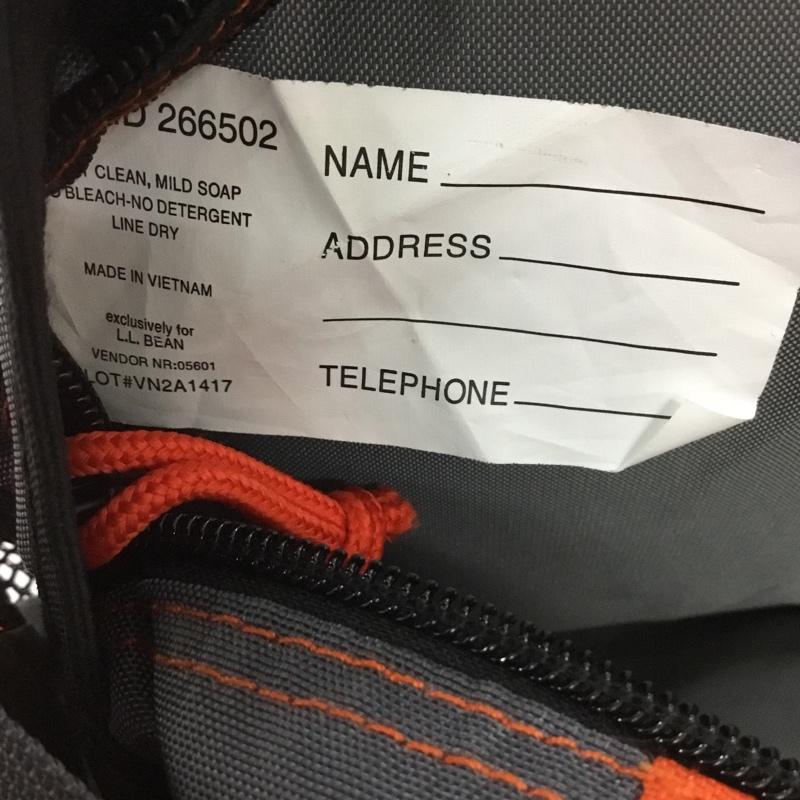 266502
CLEAN, MILD SOAP
BLEACH-NO DETERGENT
LINE DRY
MADE IN VIETNAM
exclusively for
L.L. BEAN
VENDOR NR:05601
LOT#VN2A1417
NAME
ADDRESS
TELEPHONE